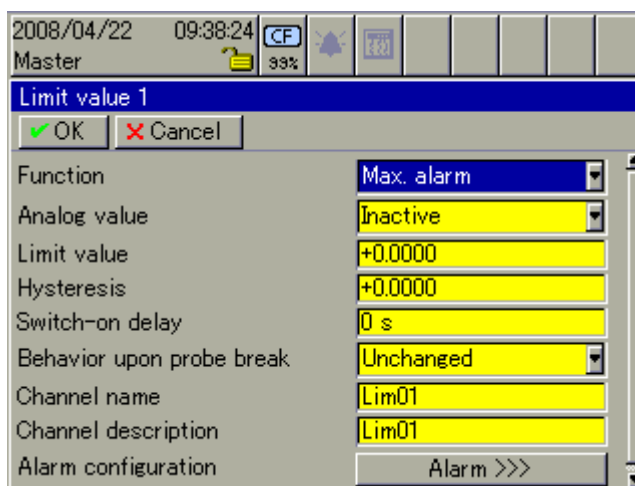 2008/04/22 09:38:24 CF
Master 99%
Limit value 1
OK Cancel
Function Max. alarm
Analog value Inactive
Limit value +0.0000
Hysteresis +0.0000
Switch-on delay 0 s
Behavior upon probe break Unchanged
Channel name Lim01
Channel description Lim01
Alarm configuration Alarm >>>